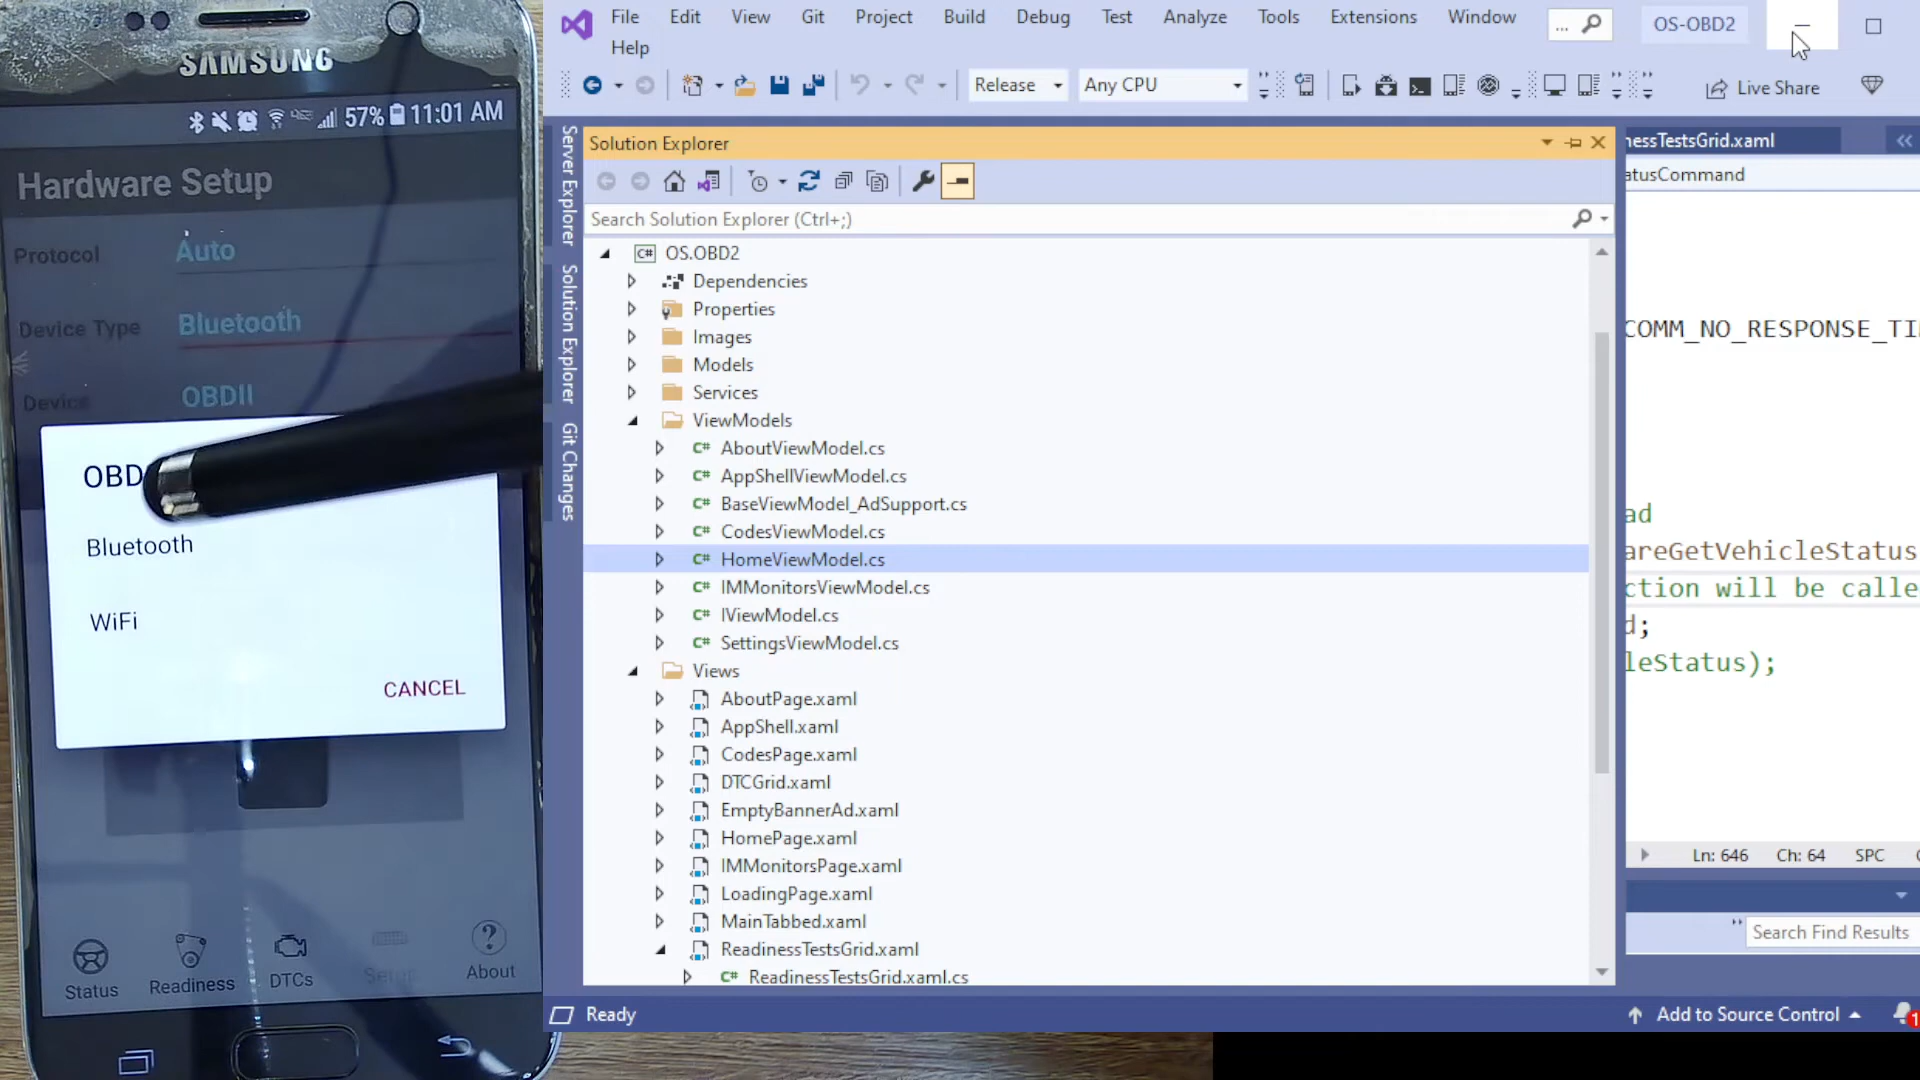 SAMSUNG
57% 11:01 AM
Hardware Setup
Protocol Auto
Device Type Bluetooth
Device OBDII
OBD
Bluetooth
WiFi
CANCEL
Status
Readiness
DTCs
Setup
About
File Edit View Git Project Build Debug Test Analyze Tools Extensions Window
... OS-OBD2
Help
Release Any CPU
Live Share
Server Explorer
Solution Explorer
Git Changes
Solution Explorer
Search Solution Explorer (Ctrl+;)
C# OS.OBD2
Dependencies
Properties
Images
Models
Services
ViewModels
C# AboutViewModel.cs
C# AppShellViewModel.cs
C# BaseViewModel_AdSupport.cs
C# CodesViewModel.cs
C# HomeViewModel.cs
C# IMMonitorsViewModel.cs
C# IViewModel.cs
C# SettingsViewModel.cs
Views
AboutPage.xaml
AppShell.xaml
CodesPage.xaml
DTCGrid.xaml
EmptyBannerAd.xaml
HomePage.xaml
IMMonitorsPage.xaml
LoadingPage.xaml
MainTabbed.xaml
ReadinessTestsGrid.xaml
C# ReadinessTestsGrid.xaml.cs
nessTestsGrid.xaml
atusCommand
COMM_NO_RESPONSE_TI
ad
areGetVehicleStatus
ction will be calle
d;
leStatus);
Ln: 646 Ch: 64 SPC
Search Find Results
Ready
Add to Source Control
1